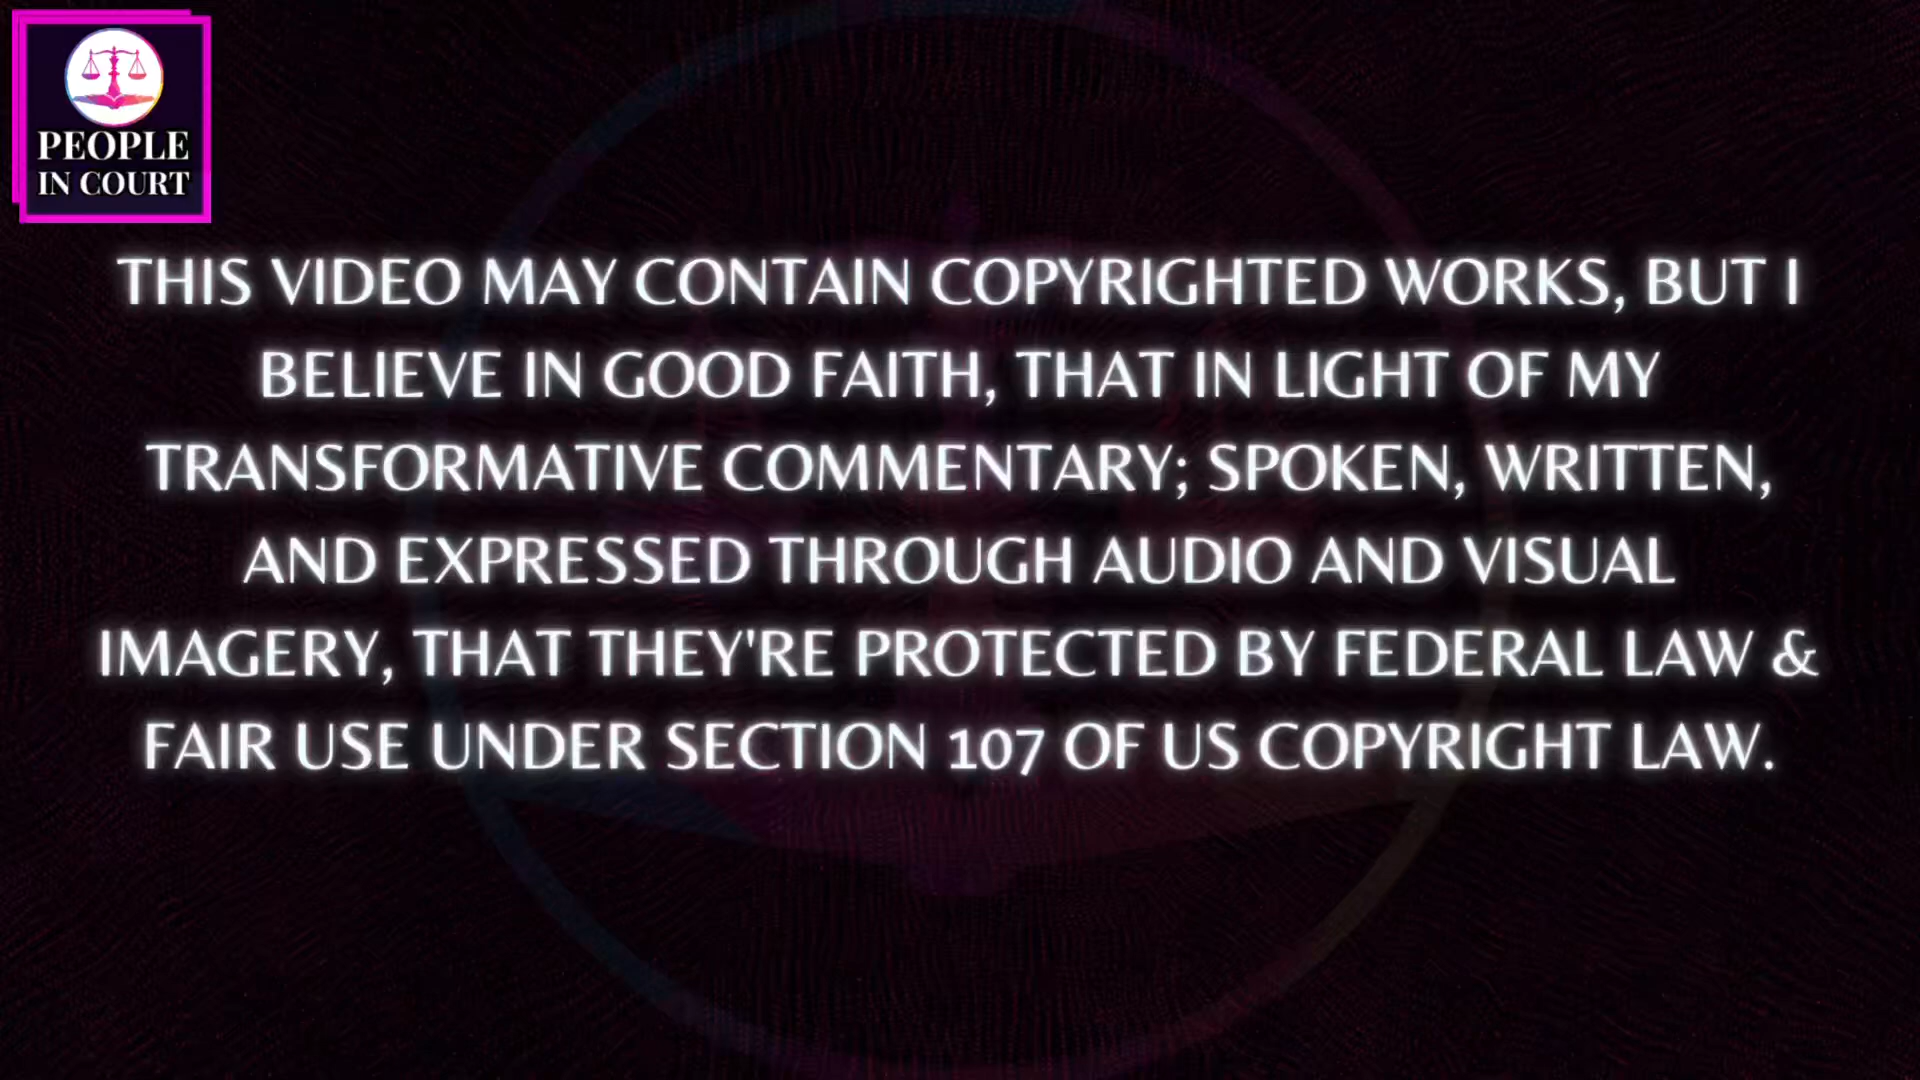 PEOPLE
IN COURT
THIS VIDEO MAY CONTAIN COPYRIGHTED WORKS, BUT I
BELIEVE IN GOOD FAITH, THAT IN LIGHT OF MY
TRANSFORMATIVE COMMENTARY; SPOKEN, WRITTEN,
AND EXPRESSED THROUGH AUDIO AND VISUAL
IMAGERY, THAT THEY'RE PROTECTED BY FEDERAL LAW &
FAIR USE UNDER SECTION 107 OF US COPYRIGHT LAW.